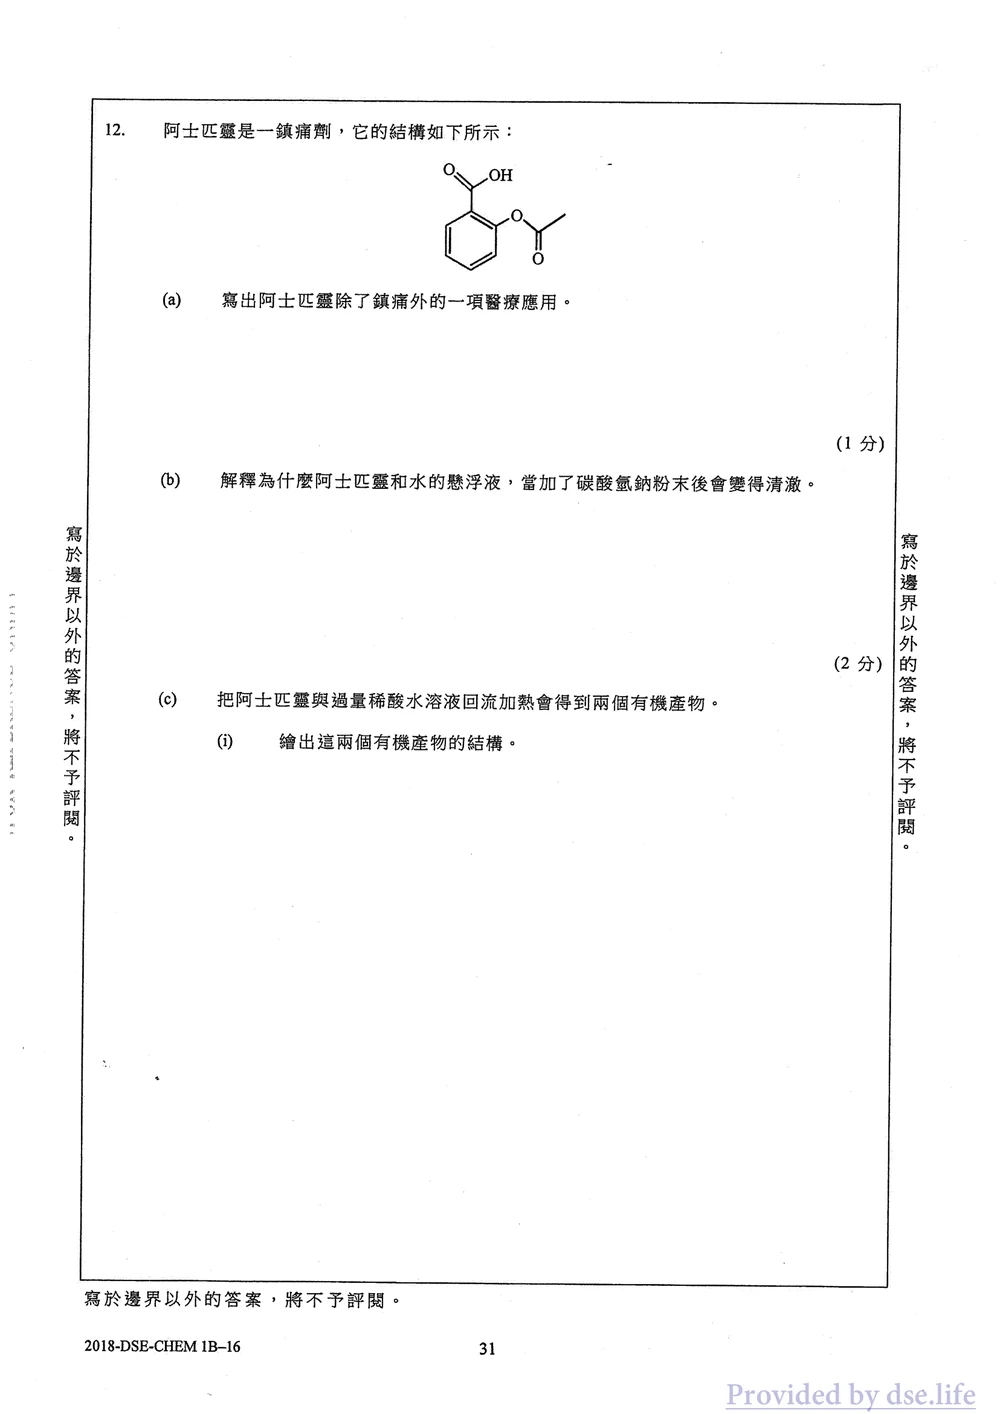 12. 阿士匹靈是一鎮痛劑，它的結構如下所示：
O
OH
O
O
(a) 寫出阿士匹靈除了鎮痛外的一項醫療應用。
(1 分)
(b) 解釋為什麼阿士匹靈和水的懸浮液，當加了碳酸氫鈉粉末後會變得清澈。
(2 分)
(c) 把阿士匹靈與過量稀酸水溶液回流加熱會得到兩個有機產物。
(i) 繪出這兩個有機產物的結構。
寫於邊界以外的答案，將不予評閱。
寫於邊界以外的答案，將不予評閱。
寫於邊界以外的答案，將不予評閱。
2018-DSE-CHEM 1B–16
31
Provided by dse.life